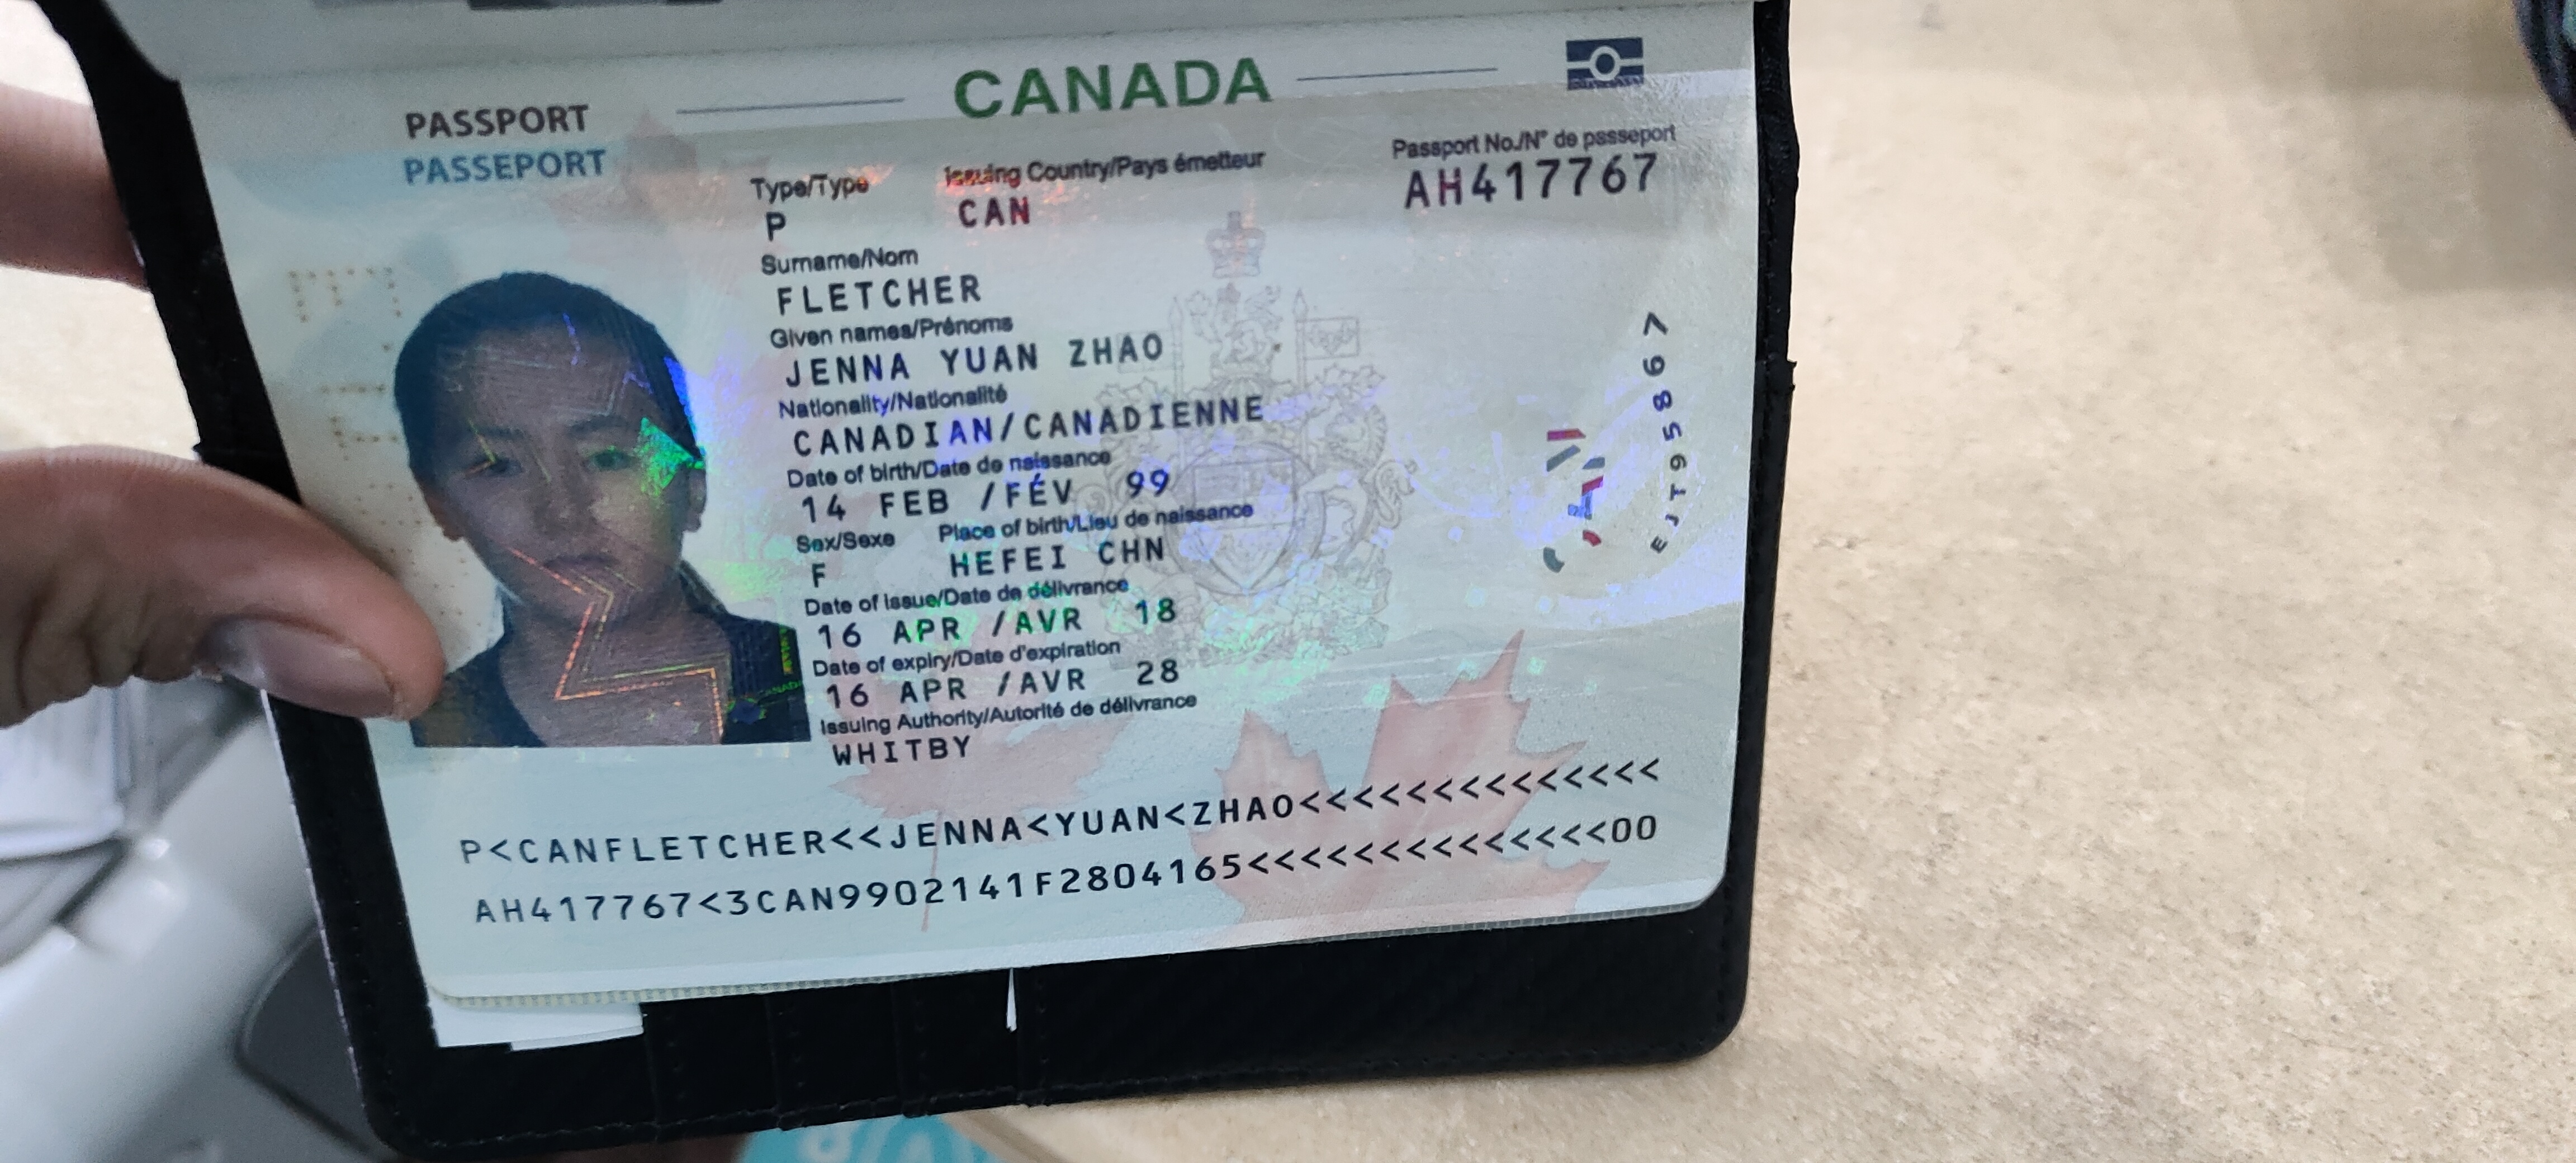 CANADA
PASSPORT
PASSEPORT
Type/Type
P
Issuing Country/Pays émetteur
CAN
Passport No./N° de passeport
AH417767
Surname/Nom
FLETCHER
Given names/Prénoms
JENNA YUAN ZHAO
Nationality/Nationalité
CANADIAN/CANADIENNE
Date of birth/Date de naissance
14 FEB /FÉV 99
Sex/Sexe
F
Place of birth/Lieu de naissance
HEFEI CHN
Date of issue/Date de délivrance
16 APR /AVR 18
Date of expiry/Date d'expiration
16 APR /AVR 28
Issuing Authority/Autorité de délivrance
WHITBY
EJT95867
CAN
CANADA
P<CANFLETCHER<<JENNA<YUAN<ZHAO<<<<<<<<<<<<<<
AH417767<3CAN9902141F2804165<<<<<<<<<<<<<<00